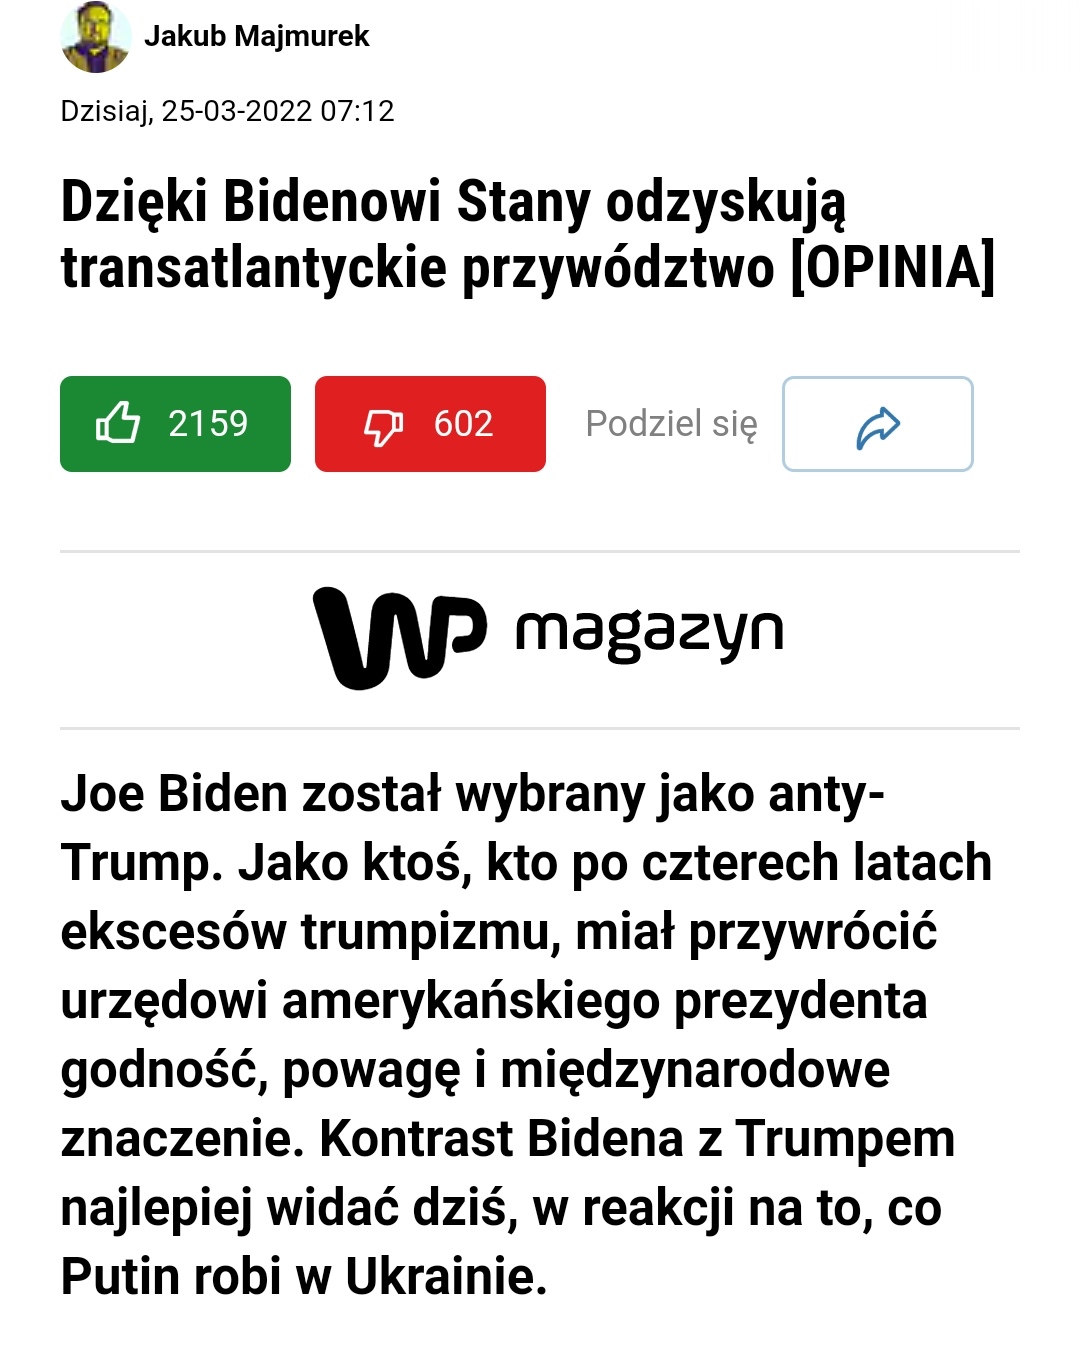 Jakub Majmurek
Dzisiaj, 25-03-2022 07:12
Dzięki Bidenowi Stany odzyskują
transatlantyckie przywództwo [OPINIA]
2159
602
Podziel się
WP magazyn
Joe Biden został wybrany jako anty-
Trump. Jako ktoś, kto po czterech latach
ekscesów trumpizmu, miał przywrócić
urzędowi amerykańskiego prezydenta
godność, powagę i międzynarodowe
znaczenie. Kontrast Bidena z Trumpem
najlepiej widać dziś, w reakcji na to, co
Putin robi w Ukrainie.